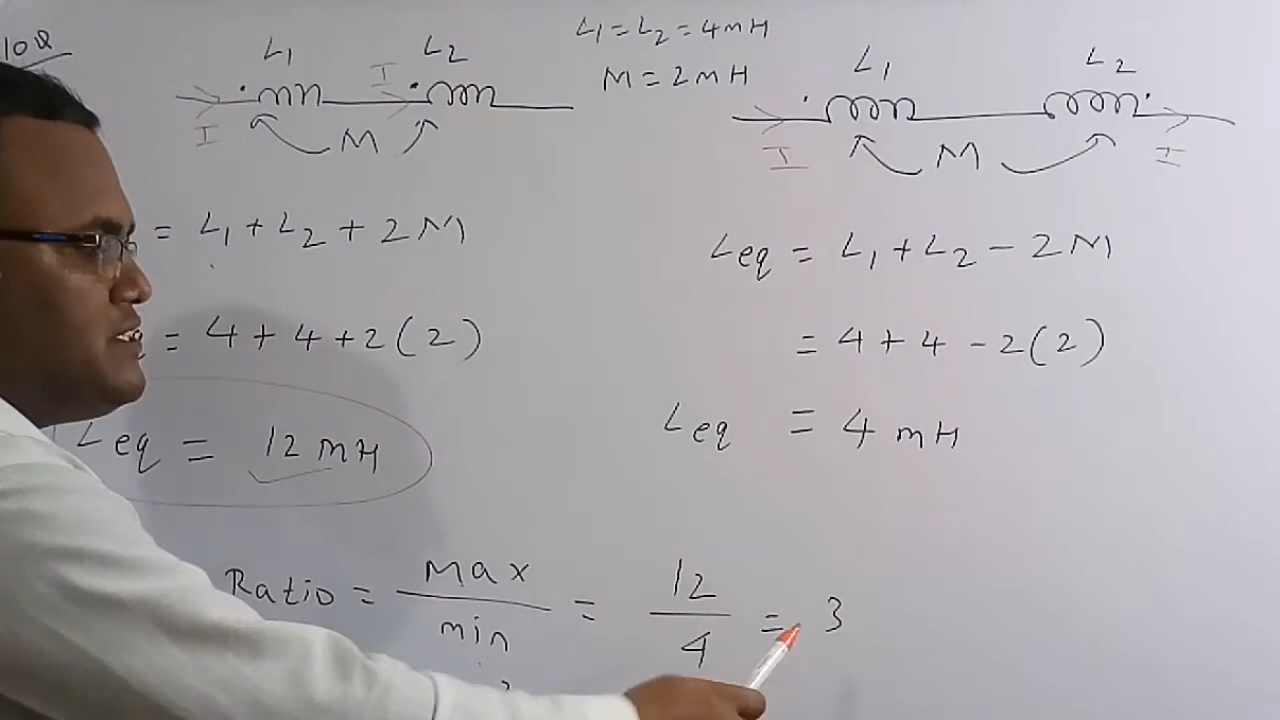 10Q
L1 = L2 = 4mH
M = 2mH
L1 L2
I
I
M
= L1 + L2 + 2M
= 4 + 4 + 2(2)
Leq = 12 mH
L1 L2
I I
M
Leq = L1 + L2 - 2M
= 4 + 4 - 2(2)
Leq = 4 mH
Ratio = Max / min = 12 / 4 = 3